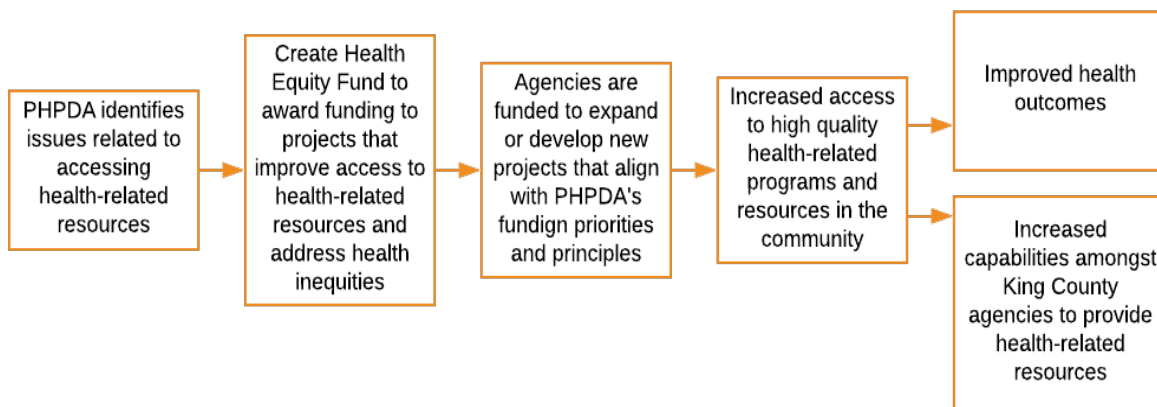 PHPDA identifies
issues related to
accessing
health-related
resources
Create Health
Equity Fund to
award funding to
projects that
improve access to
health-related
resources and
address health
inequities
Agencies are
funded to expand
or develop new
projects that align
with PHPDA's
fundign priorities
and principles
Increased access
to high quality
health-related
programs and
resources in the
community
Improved health
outcomes
Increased
capabilities amongst
King County
agencies to provide
health-related
resources